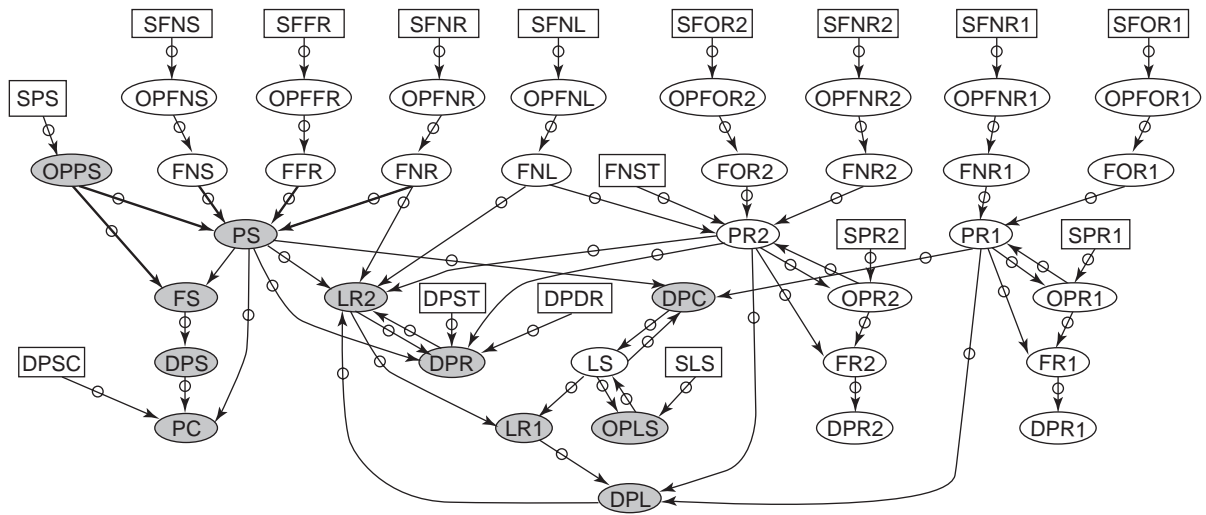 SFNS SFFR SFNR SFNL SFOR2 SFNR2 SFNR1 SFOR1
SPS OPFNS OPFFR OPFNR OPFNL OPFOR2 OPFNR2 OPFNR1 OPFOR1
OPPS FNS FFR FNR FNL FNST FOR2 FNR2 FNR1 FOR1
PS PR2 SPR2 PR1 SPR1
FS LR2 DPST DPDR DPC OPR2 OPR1
DPSC DPS DPR LS SLS FR2 FR1
PC LR1 OPLS DPR2 DPR1
DPL